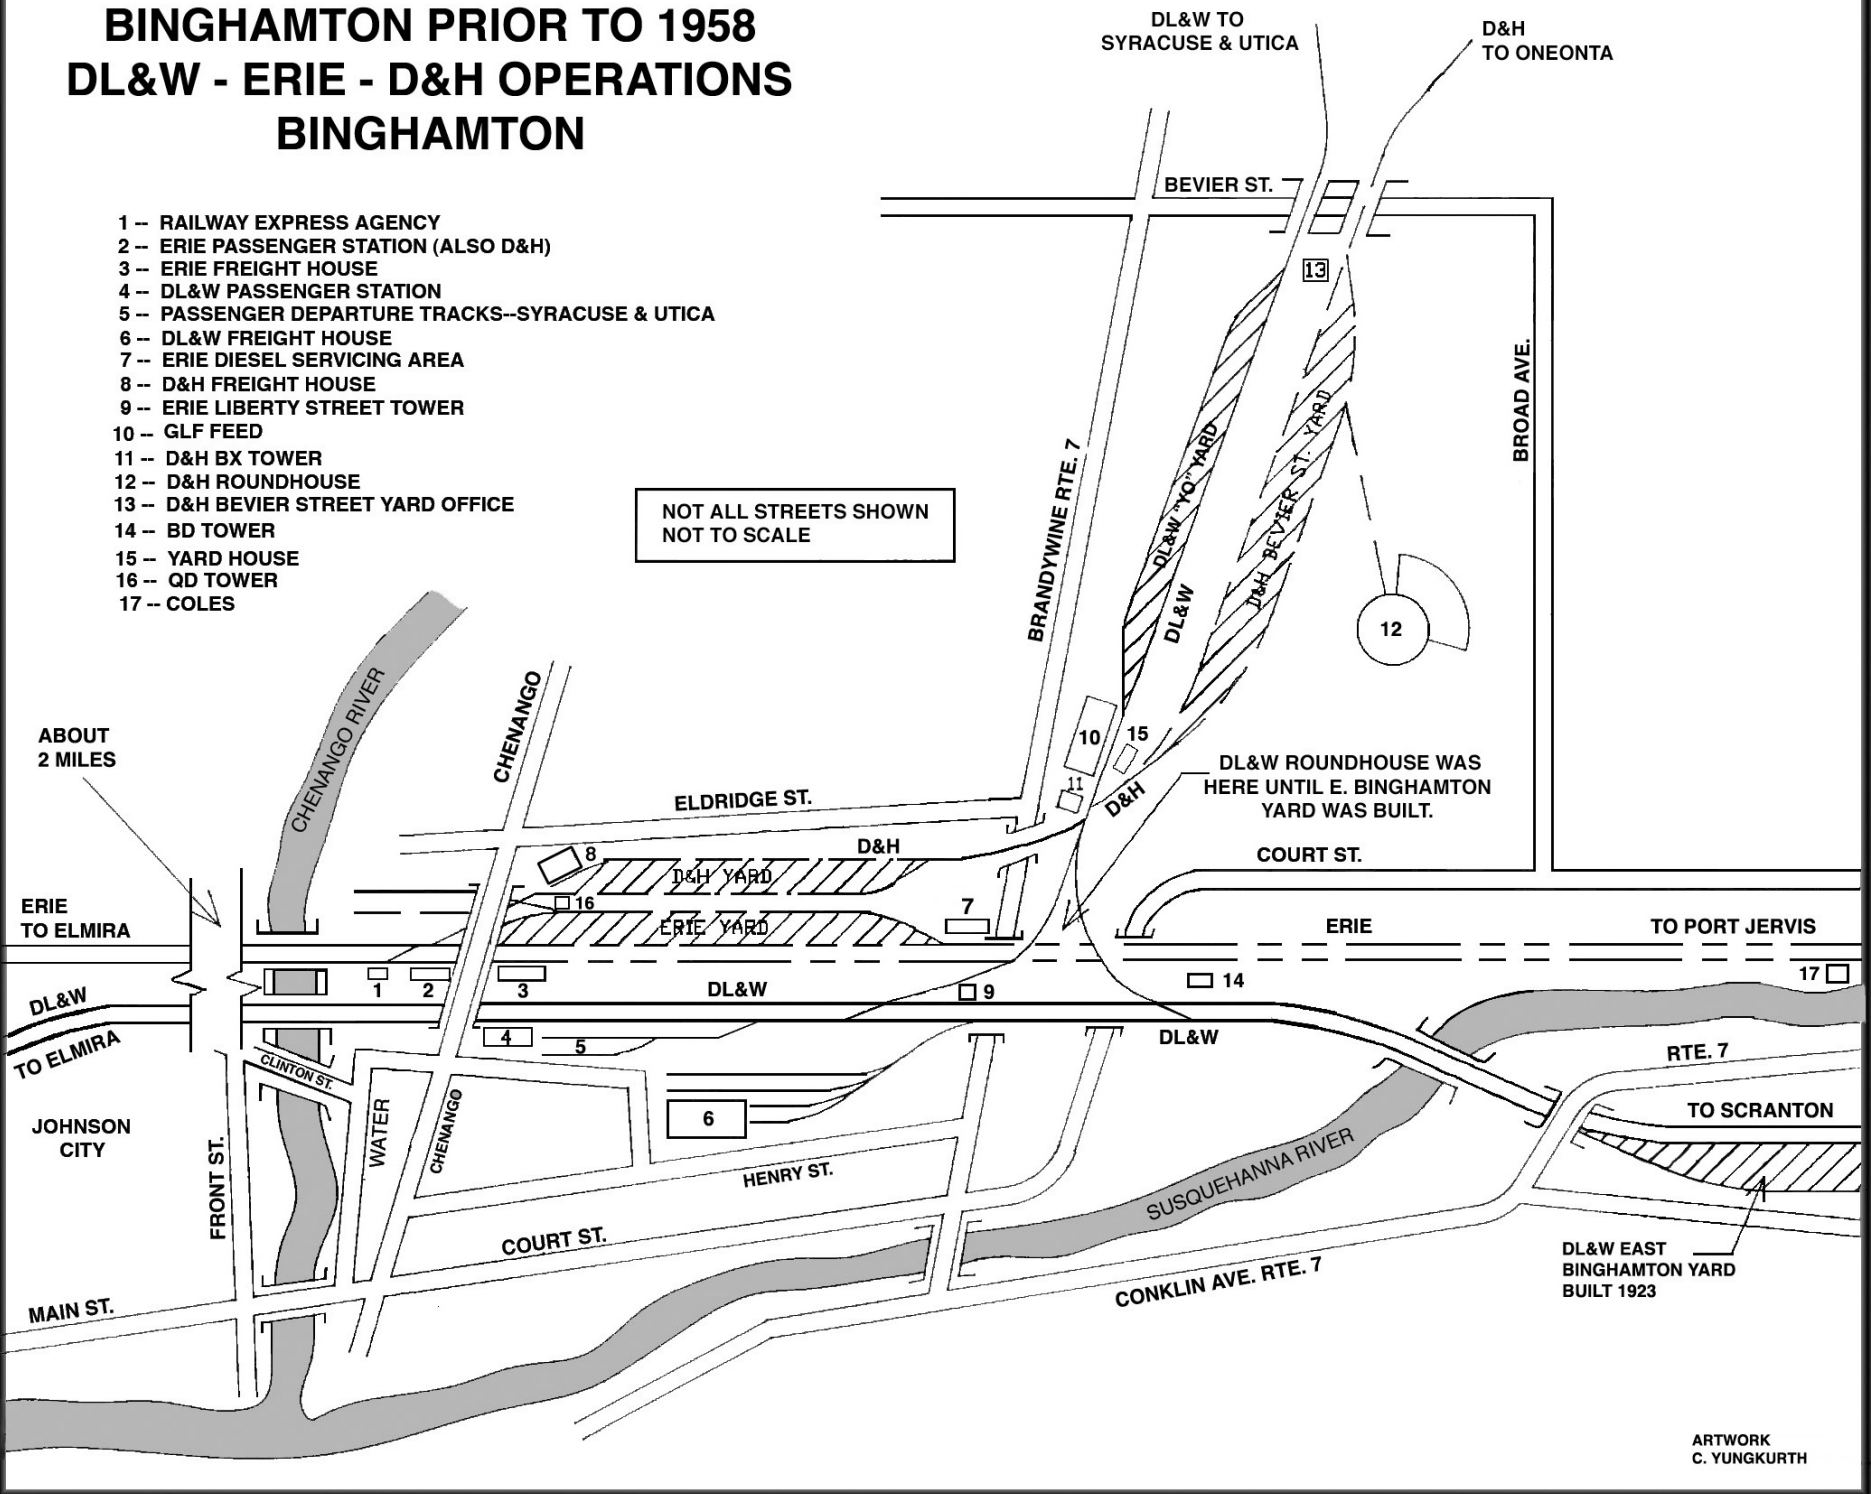 BINGHAMTON PRIOR TO 1958
DL&W - ERIE - D&H OPERATIONS
BINGHAMTON
DL&W TO
SYRACUSE & UTICA
D&H
TO ONEONTA
1 -- RAILWAY EXPRESS AGENCY
2 -- ERIE PASSENGER STATION (ALSO D&H)
3 -- ERIE FREIGHT HOUSE
4 -- DL&W PASSENGER STATION
5 -- PASSENGER DEPARTURE TRACKS--SYRACUSE & UTICA
6 -- DL&W FREIGHT HOUSE
7 -- ERIE DIESEL SERVICING AREA
8 -- D&H FREIGHT HOUSE
9 -- ERIE LIBERTY STREET TOWER
10 -- GLF FEED
11 -- D&H BX TOWER
12 -- D&H ROUNDHOUSE
13 -- D&H BEVIER STREET YARD OFFICE
14 -- BD TOWER
15 -- YARD HOUSE
16 -- QD TOWER
17 -- COLES
NOT ALL STREETS SHOWN
NOT TO SCALE
BEVIER ST.
13
BROAD AVE.
BRANDYWINE RTE. 7
DL&W "YO" YARD
D&H BEVIER ST. YARD
DL&W
12
CHENANGO RIVER
CHENANGO
ABOUT
2 MILES
10
15
11
D&H
DL&W ROUNDHOUSE WAS
HERE UNTIL E. BINGHAMTON
YARD WAS BUILT.
ELDRIDGE ST.
D&H
8
D&H YARD
COURT ST.
16
7
ERIE YARD
ERIE
TO ELMIRA
ERIE
TO PORT JERVIS
17
1
2
3
DL&W
9
14
DL&W
TO ELMIRA
4
5
DL&W
CLINTON ST.
RTE. 7
TO SCRANTON
JOHNSON
CITY
FRONT ST.
WATER
CHENANGO
6
HENRY ST.
SUSQUEHANNA RIVER
COURT ST.
CONKLIN AVE. RTE. 7
MAIN ST.
DL&W EAST
BINGHAMTON YARD
BUILT 1923
ARTWORK
C. YUNGKURTH